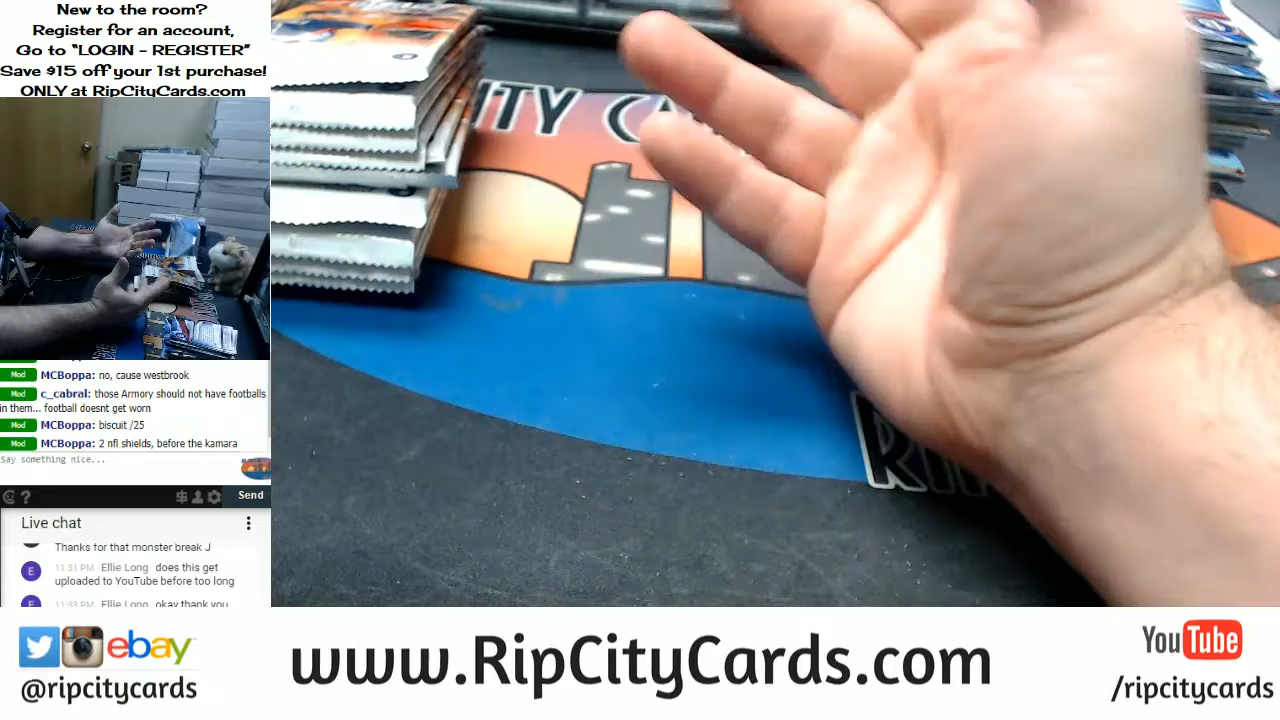 New to the room?
Register for an account,
Go to "LOGIN - REGISTER"
Save $15 off your 1st purchase!
ONLY at RipCityCards.com
ITY C
Mod MCBoppa: no, cause westbrook
Mod c_cabral: those Armory should not have footballs
in them... football doesnt get worn
Mod MCBoppa: biscuit /25
Mod MCBoppa: 2 nfl shields, before the kamara
Say something nice...
Send
Live chat
Thanks for that monster break J
E 11:31 PM Ellie Long does this get
uploaded to YouTube before too long
E 11:33 PM Ellie Long okay thank you
RI
ebay
@ripcitycards
www.RipCityCards.com
YouTube
/ripcitycards